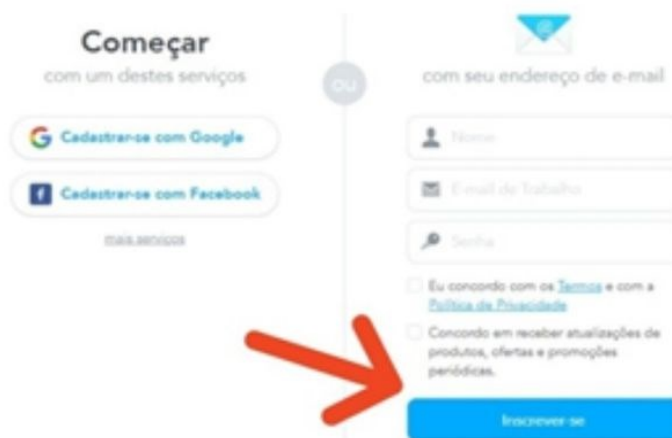 Começar
com um destes serviços
Cadastrar-se com Google
Cadastrar-se com Facebook
mais serviços
ou
@
com seu endereço de e-mail
Nome
E-mail de Trabalho
Senha
Eu concordo com os Termos e com a
Política de Privacidade
Concordo em receber atualizações de
produtos, ofertas e promoções
periódicas.
Inscrever-se